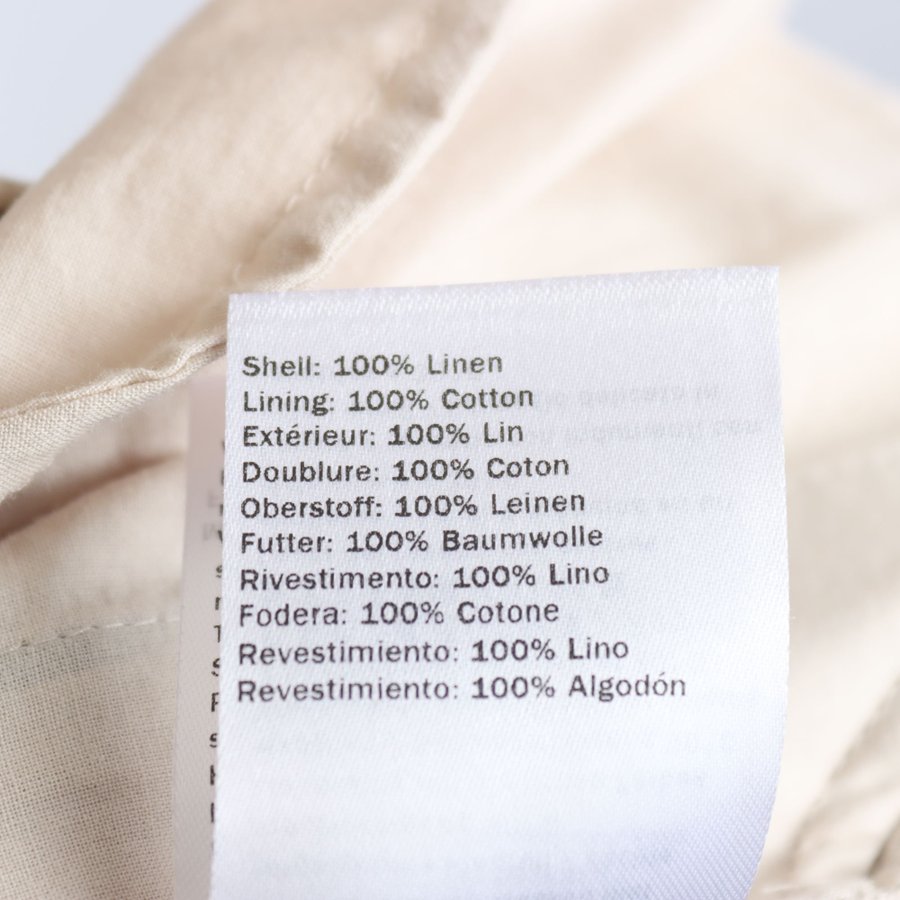 Shell: 100% Linen
Lining: 100% Cotton
Extérieur: 100% Lin
Doublure: 100% Coton
Oberstoff: 100% Leinen
Futter: 100% Baumwolle
Rivestimento: 100% Lino
Fodera: 100% Cotone
Revestimiento: 100% Lino
Revestimiento: 100% Algodón